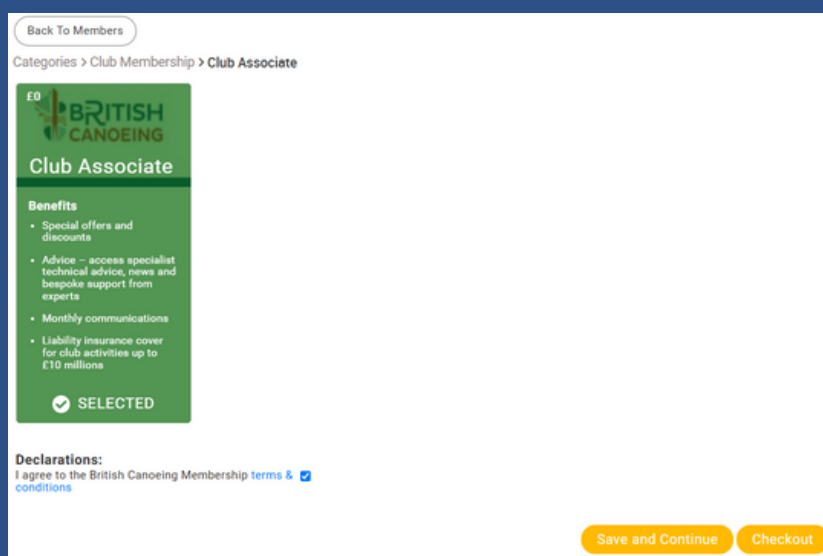 Back To Members
Categories > Club Membership > Club Associate
£0
BRITISH
CANOEING
Club Associate
Benefits
• Special offers and
discounts
• Advice – access specialist
technical advice, news and
bespoke support from
experts
• Monthly communications
• Liability insurance cover
for club activities up to
£10 millions
SELECTED
Declarations:
I agree to the British Canoeing Membership terms &
conditions
Save and Continue
Checkout